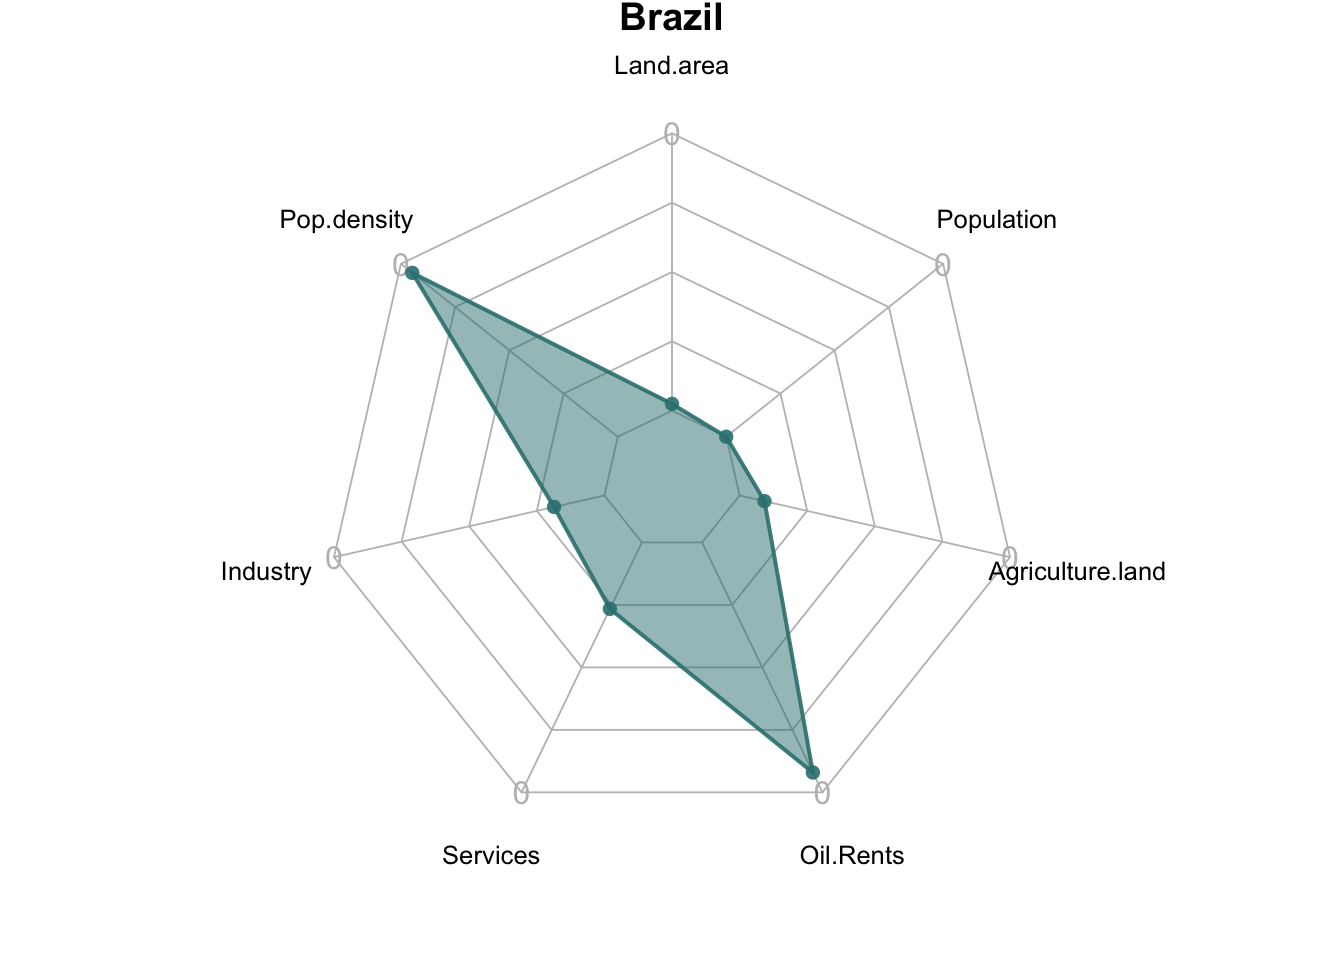 Brazil
Land.area
0
Pop.density
Population
0
0
Industry
0
0
Agriculture.land
0
0
Services
Oil.Rents